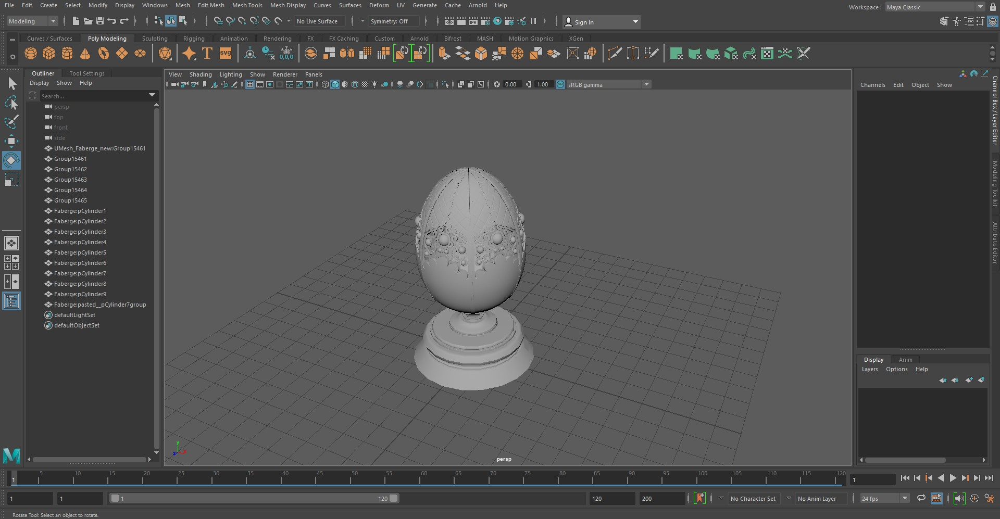 File Edit Create Select Modify Display Windows Mesh Edit Mesh Mesh Tools Mesh Display Curves Surfaces Deform UV Generate Cache Arnold Help
Workspace : Maya Classic
Modeling
No Live Surface
Symmetry: Off
IPR
Sign In
Curves / Surfaces Poly Modeling Sculpting Rigging Animation Rendering FX FX Caching Custom Arnold Bifrost MASH Motion Graphics XGen
T
svg
0,0,0
Outliner Tool Settings
Display Show Help
Search...
persp
top
front
side
UMesh_Faberge_new:Group15461
Group15461
Group15462
Group15463
Group15464
Group15465
Faberge:pCylinder1
Faberge:pCylinder2
Faberge:pCylinder3
Faberge:pCylinder4
Faberge:pCylinder5
Faberge:pCylinder6
Faberge:pCylinder7
Faberge:pCylinder8
Faberge:pCylinder9
Faberge:pasted__pCylinder7group
defaultLightSet
defaultObjectSet
View Shading Lighting Show Renderer Panels
0.00
1.00
ON
sRGB gamma
y
x
z
persp
Channels Edit Object Show
Channel Box / Layer Editor
Modeling Toolkit
Attribute Editor
Display Anim
Layers Options Help
M
1
5 10 15 20 25 30 35 40 45 50 55 60 65 70 75 80 85 90 95 100 105 110 115 120
1
1
1
1
120
120
200
No Character Set
No Anim Layer
24 fps
Rotate Tool: Select an object to rotate.